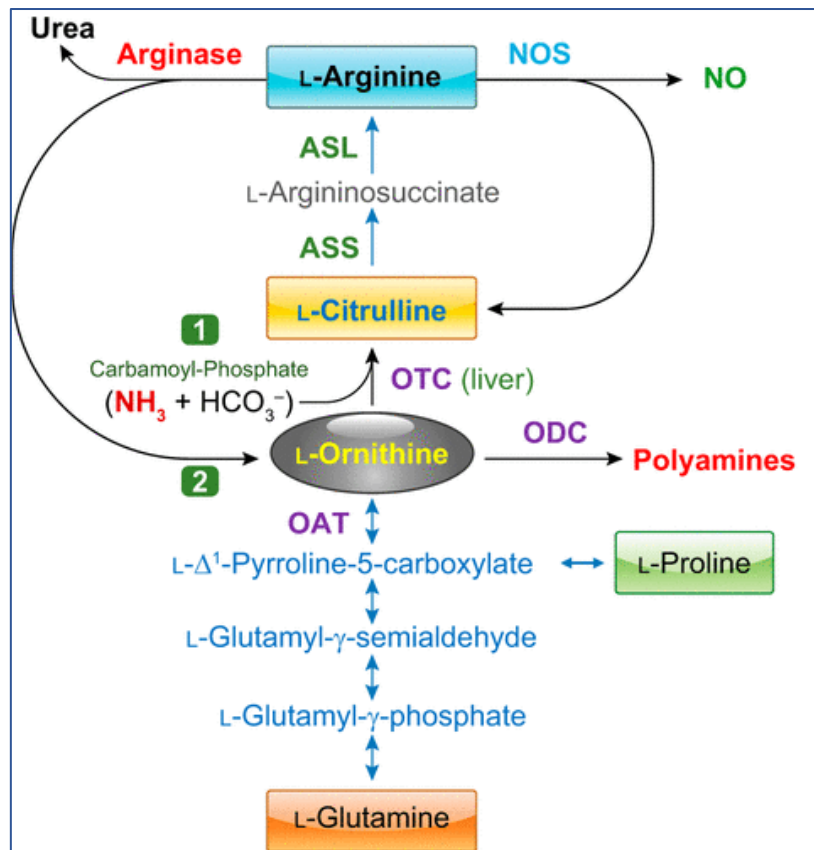 Urea
Arginase
L-Arginine
NOS
NO
ASL
L-Argininosuccinate
ASS
L-Citrulline
1
Carbamoyl-Phosphate
(NH₃ + HCO₃⁻)
OTC (liver)
L-Ornithine
ODC
Polyamines
2
OAT
L-Δ¹-Pyrroline-5-carboxylate
L-Proline
L-Glutamyl-γ-semialdehyde
L-Glutamyl-γ-phosphate
L-Glutamine